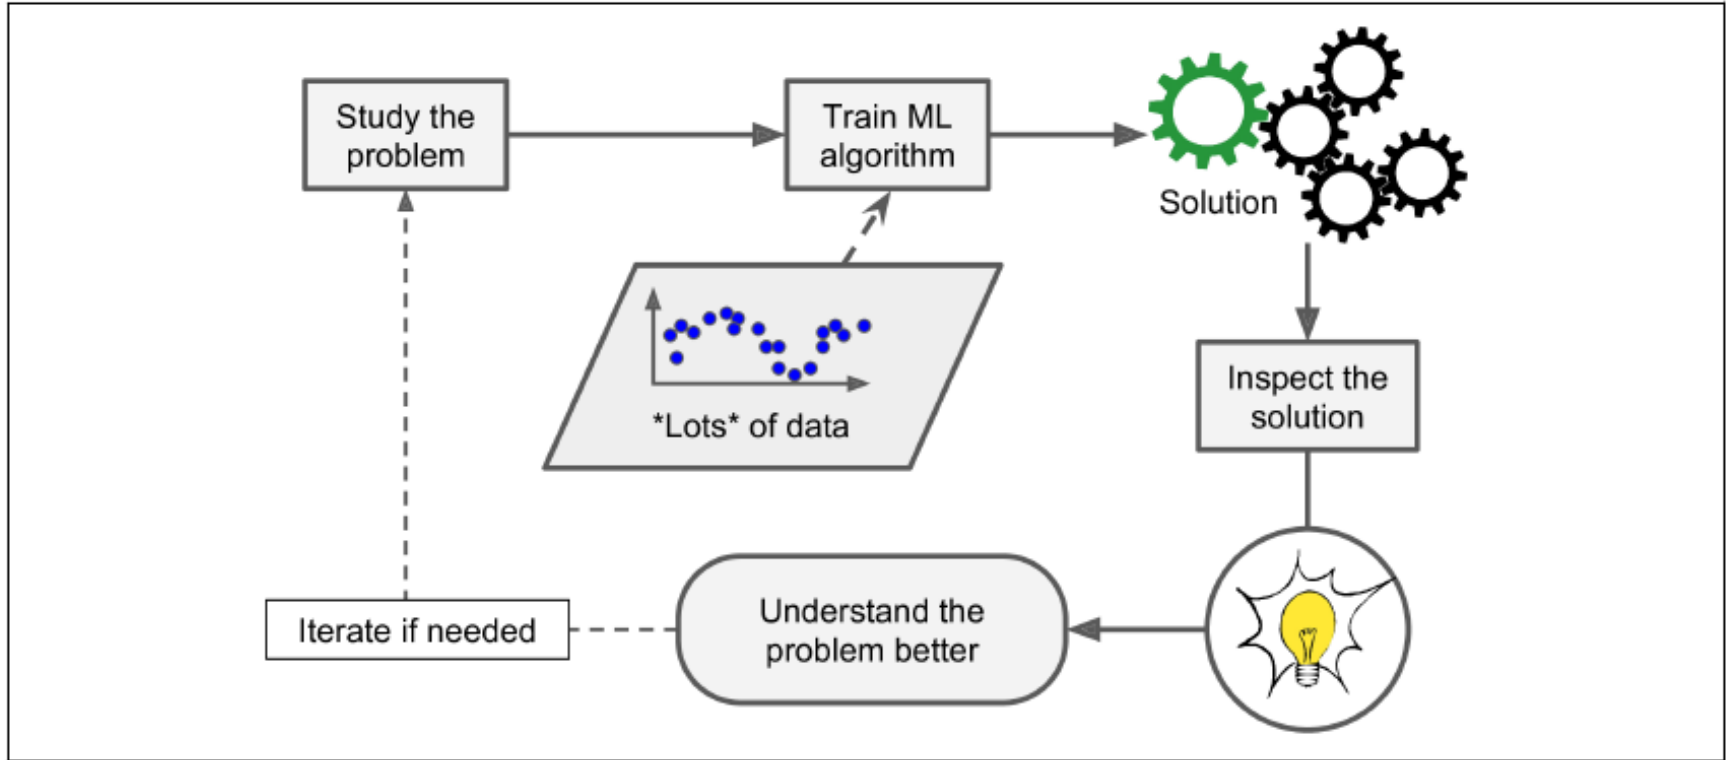 Study the
problem
Train ML
algorithm
Solution
*Lots* of data
Inspect the
solution
Understand the
problem better
Iterate if needed